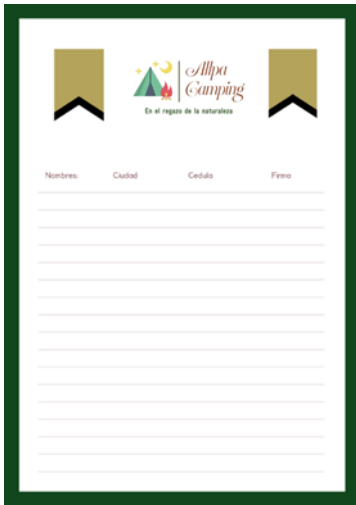 Allpa
Camping
En el regazo de la naturaleza
Nombres: Ciudad Cedula Firma